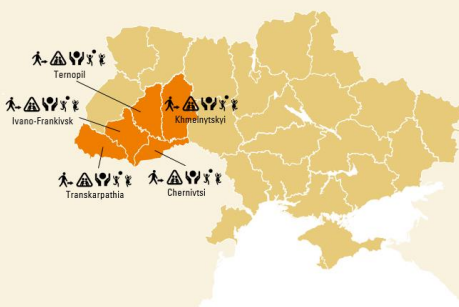 Ternopil
Ivano-Frankivsk
Khmelnytskyi
Transkarpathia
Chernivtsi